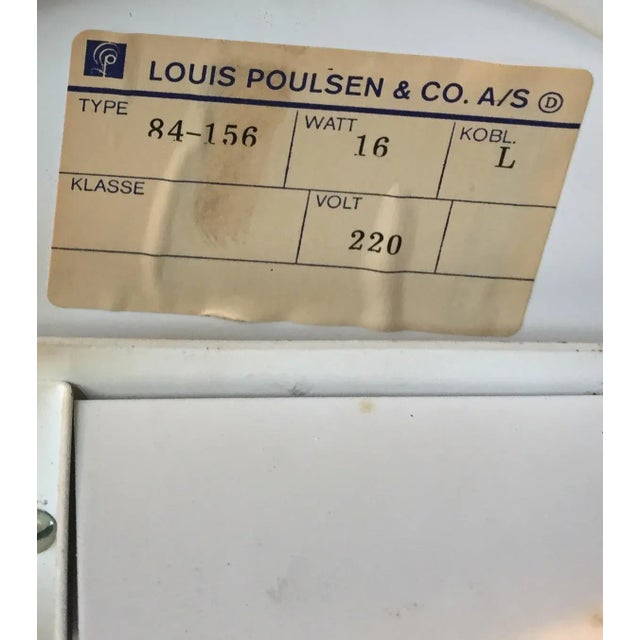 LOUIS POULSEN & CO. A/S Ⓓ
TYPE 84-156 WATT 16 KOBL. L
KLASSE VOLT 220